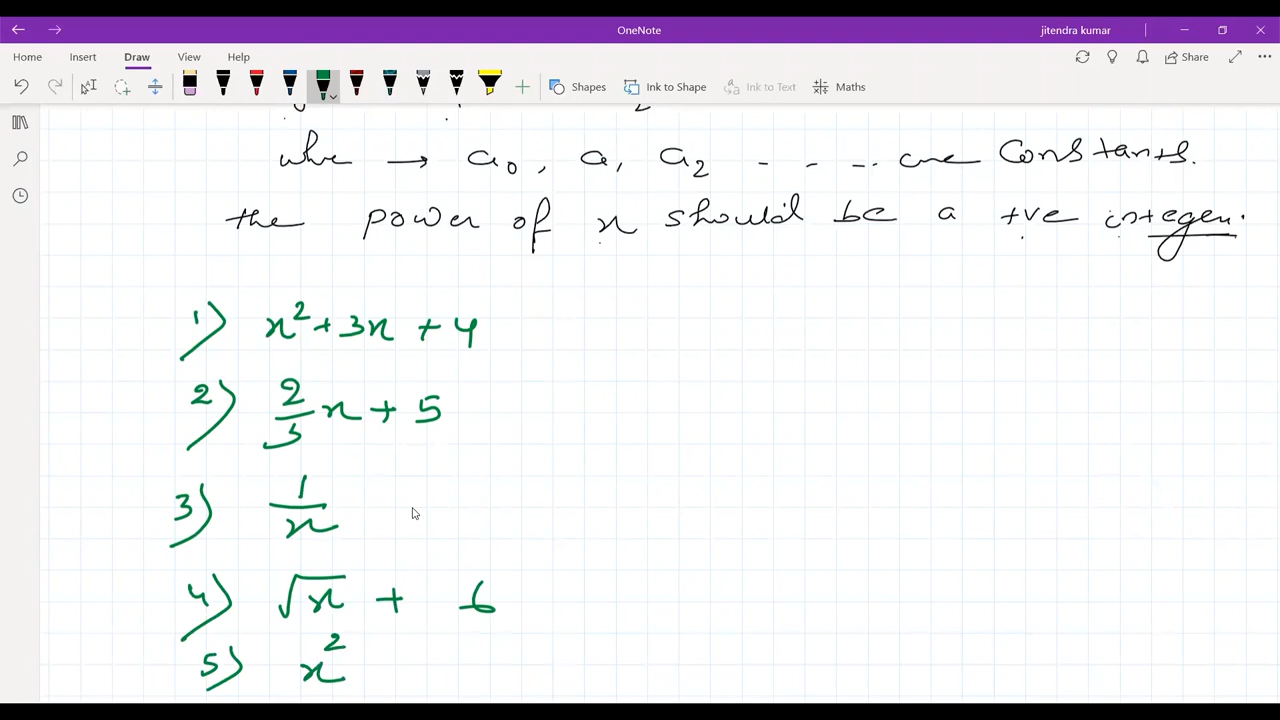 OneNote
jitendra kumar
Home Insert Draw View Help
Share
Shapes Ink to Shape Ink to Text Maths
whre → a0, a, a2 - - -.. are Constants.
the power of x should be a +ve integer.
1) x² + 3x + 4
2) 2/3 x + 5
3) 1/x
4) √x + 6
5) x²